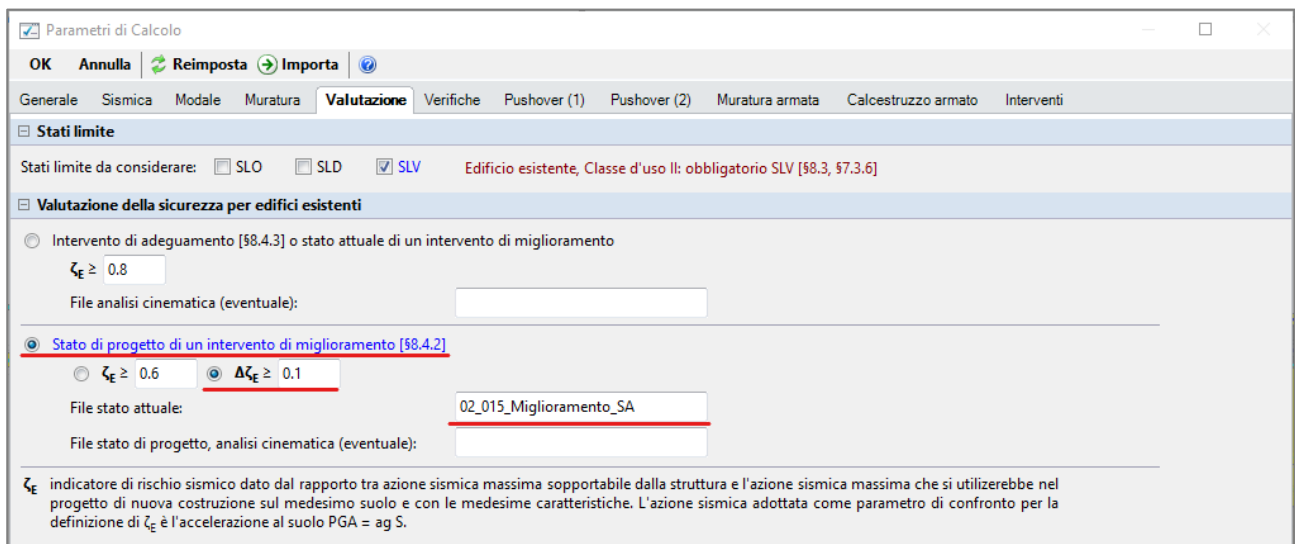 Parametri di Calcolo
OK Annulla Reimposta Importa
Generale Sismica Modale Muratura Valutazione Verifiche Pushover (1) Pushover (2) Muratura armata Calcestruzzo armato Interventi
Stati limite
Stati limite da considerare: SLO SLD SLV Edificio esistente, Classe d'uso II: obbligatorio SLV [§8.3, §7.3.6]
Valutazione della sicurezza per edifici esistenti
Intervento di adeguamento [§8.4.3] o stato attuale di un intervento di miglioramento
ζE ≥ 0.8
File analisi cinematica (eventuale):
Stato di progetto di un intervento di miglioramento [§8.4.2]
ζE ≥ 0.6 ΔζE ≥ 0.1
File stato attuale: 02_015_Miglioramento_SA
File stato di progetto, analisi cinematica (eventuale):
ζE indicatore di rischio sismico dato dal rapporto tra azione sismica massima sopportabile dalla struttura e l'azione sismica massima che si utilizerebbe nel
progetto di nuova costruzione sul medesimo suolo e con le medesime caratteristiche. L'azione sismica adottata come parametro di confronto per la
definizione di ζE è l'accelerazione al suolo PGA = ag S.